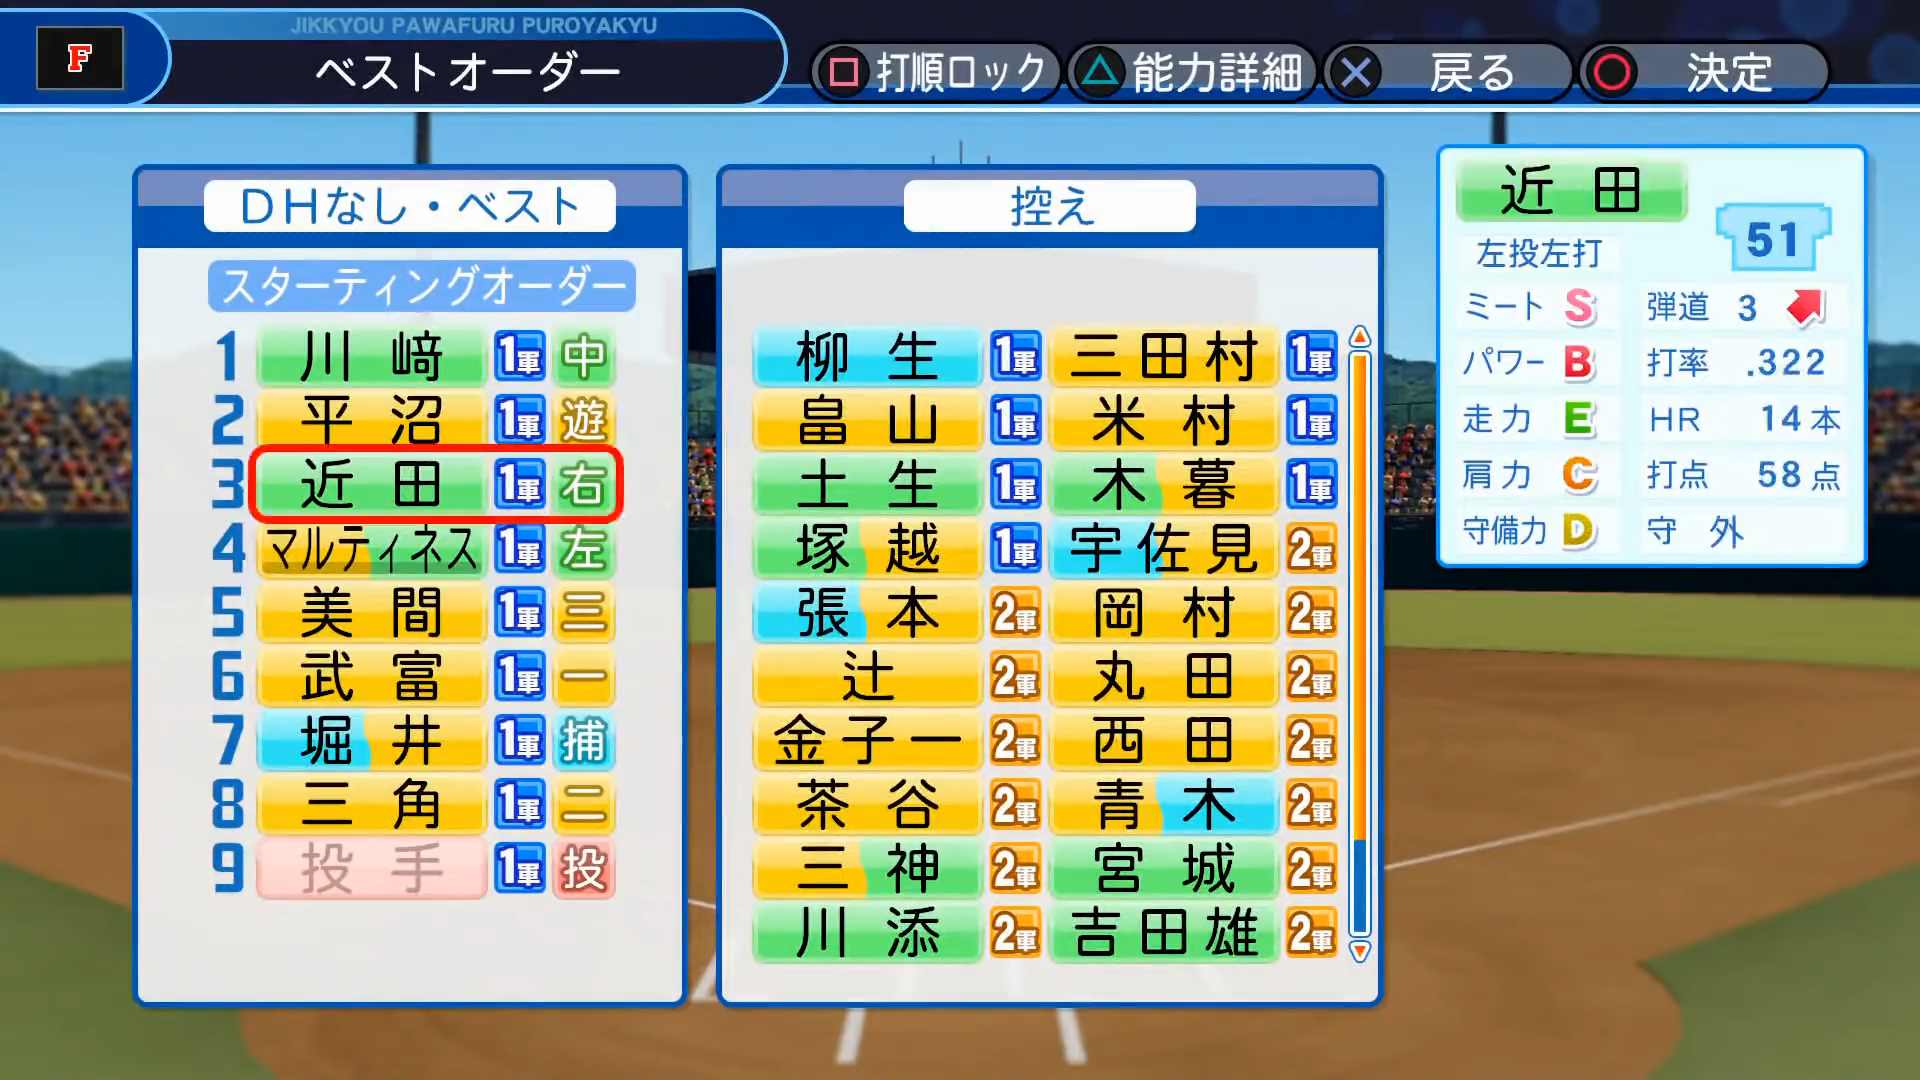 F
JIKKYOU PAWAFURU PUROYAKYU
ベストオーダー
□打順ロック △能力詳細 ×戻る ○決定
DHなし・ベスト
スターティングオーダー
1 川﨑 1軍 中
2 平沼 1軍 遊
3 近田 1軍 右
4 マルティネス 1軍 左
5 美間 1軍 三
6 武富 1軍 一
7 堀井 1軍 捕
8 三角 1軍 二
9 投手 1軍 投
控え
柳生 1軍 三田村 1軍
畠山 1軍 米村 1軍
土生 1軍 木暮 1軍
塚越 1軍 宇佐見 2軍
張本 2軍 岡村 2軍
辻 2軍 丸田 2軍
金子一 2軍 西田 2軍
茶谷 2軍 青木 2軍
三神 2軍 宮城 2軍
川添 2軍 吉田雄 2軍
近田
51
左投左打
ミート S 弾道 3
パワー B 打率 .322
走力 E HR 14本
肩力 C 打点 58点
守備力 D 守 外